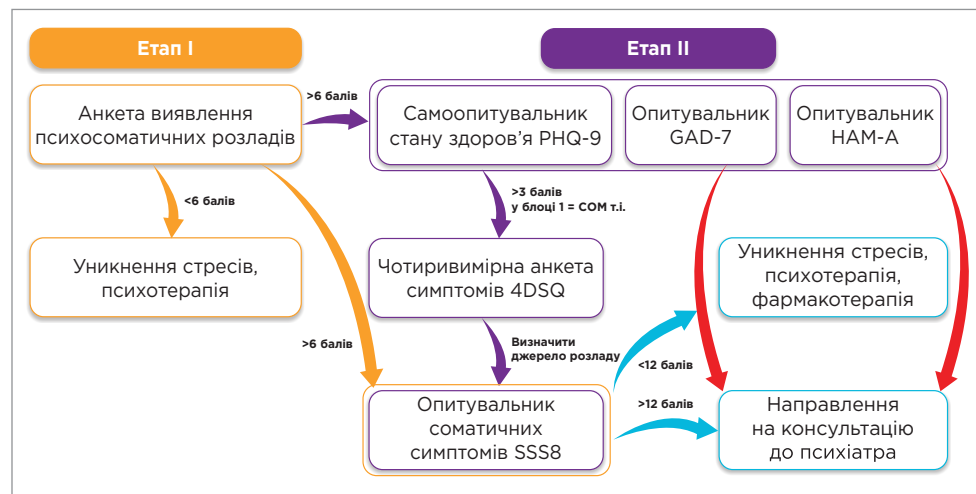 Етап I
Етап II
Анкета виявлення
психосоматичних розладів
>6 балів
Самоопитувальник
стану здоров'я PHQ-9
Опитувальник
GAD-7
Опитувальник
HAM-A
<6 балів
>3 балів
у блоці 1 = СОМ т.і.
Уникнення стресів,
психотерапія
Чотиривимірна анкета
симптомів 4DSQ
Уникнення стресів,
психотерапія,
фармакотерапія
>6 балів
Визначити
джерело розладу
<12 балів
Опитувальник
соматичних
симптомів SSS8
>12 балів
Направлення
на консультацію
до психіатра